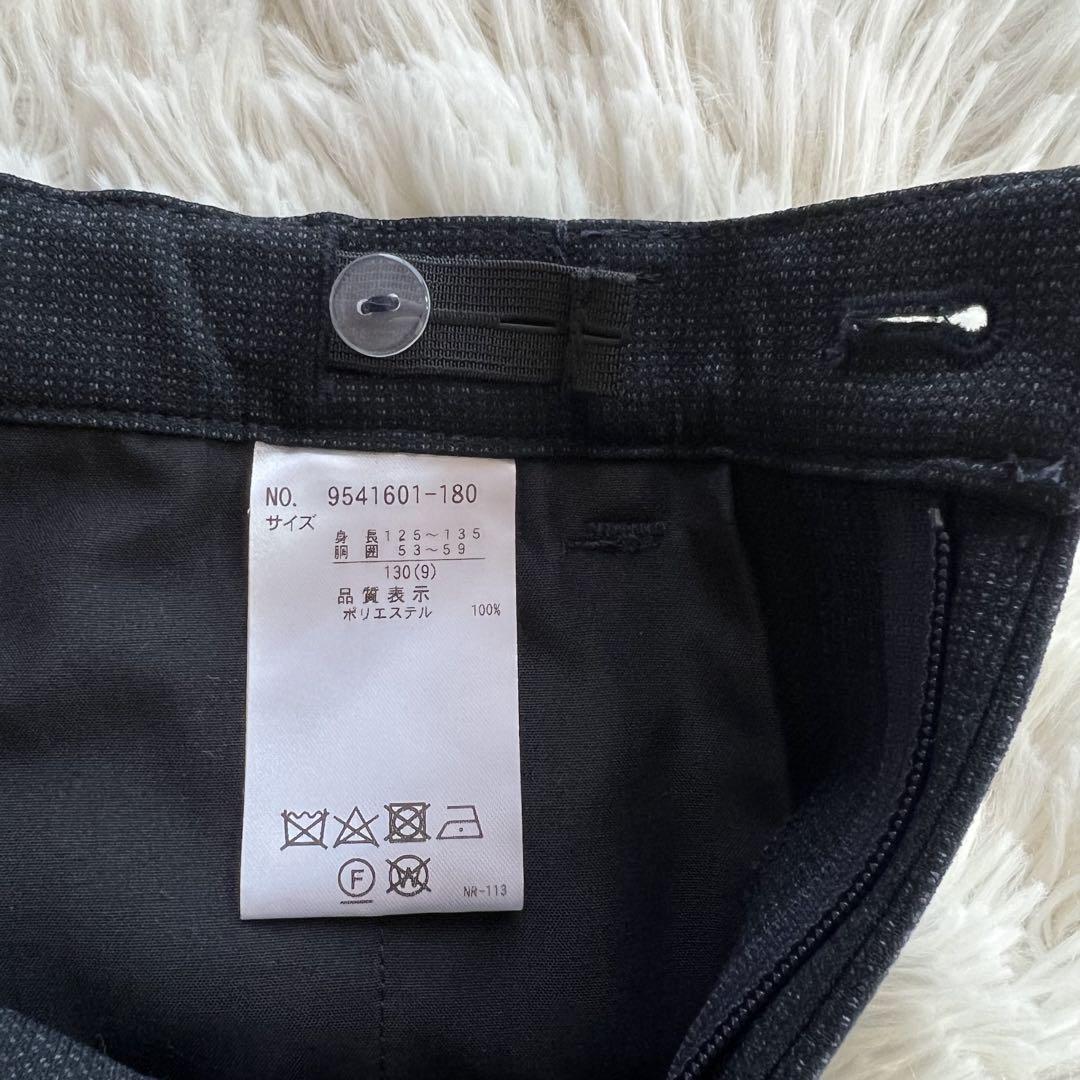 NO. 9541601-180
サイズ
身長125～135
胸囲 53～59
130(9)
品質表示
ポリエステル 100%
F W
NR-113